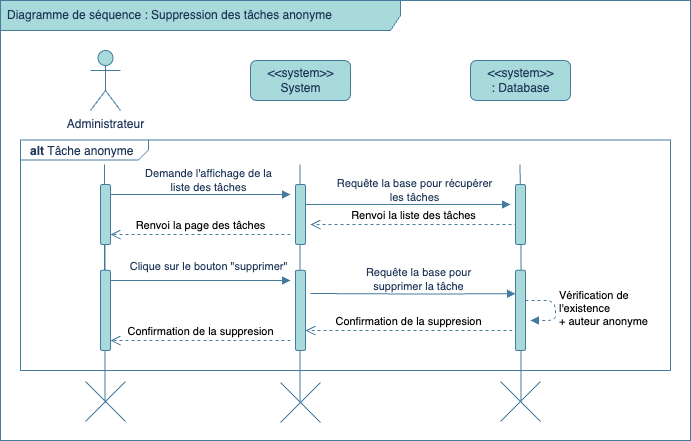 Diagramme de séquence : Suppression des tâches anonyme
<<system>>
System
<<system>>
: Database
Administrateur
alt Tâche anonyme
Demande l'affichage de la
liste des tâches
Requête la base pour récupérer
les tâches
Renvoi la liste des tâches
Renvoi la page des tâches
Clique sur le bouton "supprimer"
Requête la base pour
supprimer la tâche
Vérification de
l'existence
+ auteur anonyme
Confirmation de la suppresion
Confirmation de la suppresion